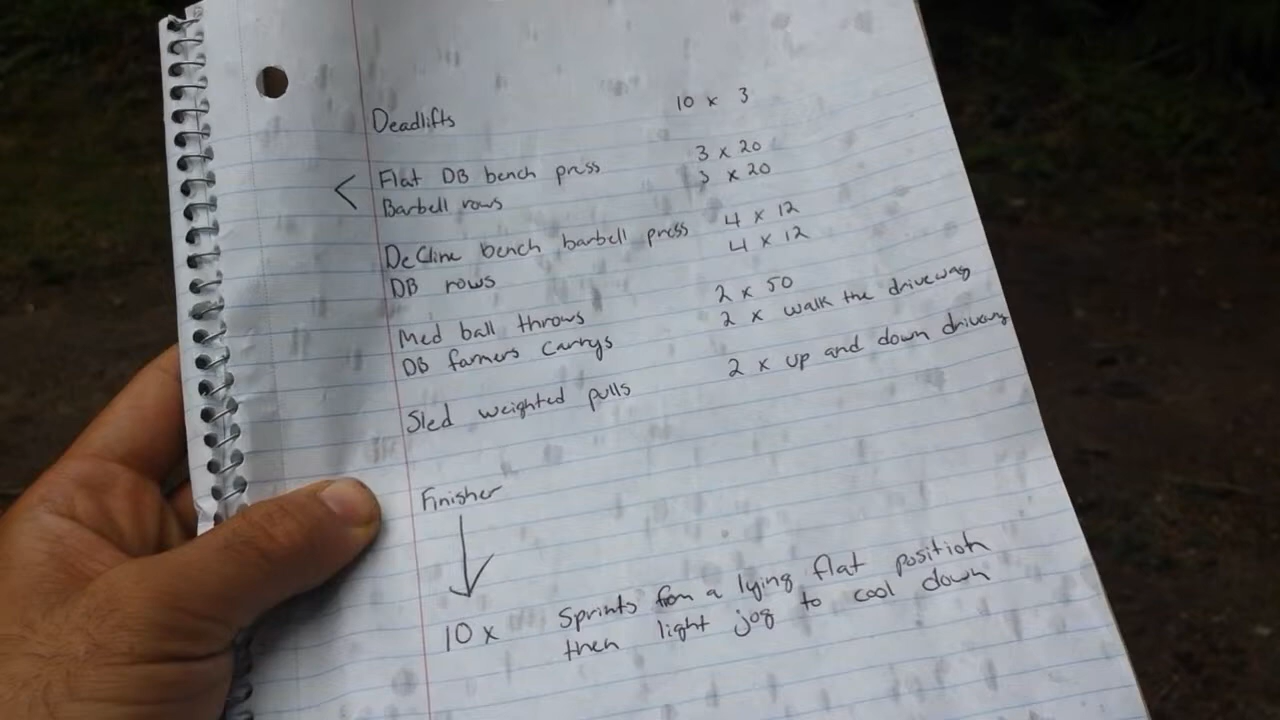 Deadlifts 10 x 3
Flat DB bench press 3 x 20
Barbell rows 3 x 20
Decline bench barbell press 4 x 12
DB rows 4 x 12
Med ball throws 2 x 50
DB farmers carrys 2 x walk the driveway
Sled weighted pulls 2 x up and down driveway
Finisher
10 x Sprints from a lying flat position
then light jog to cool down